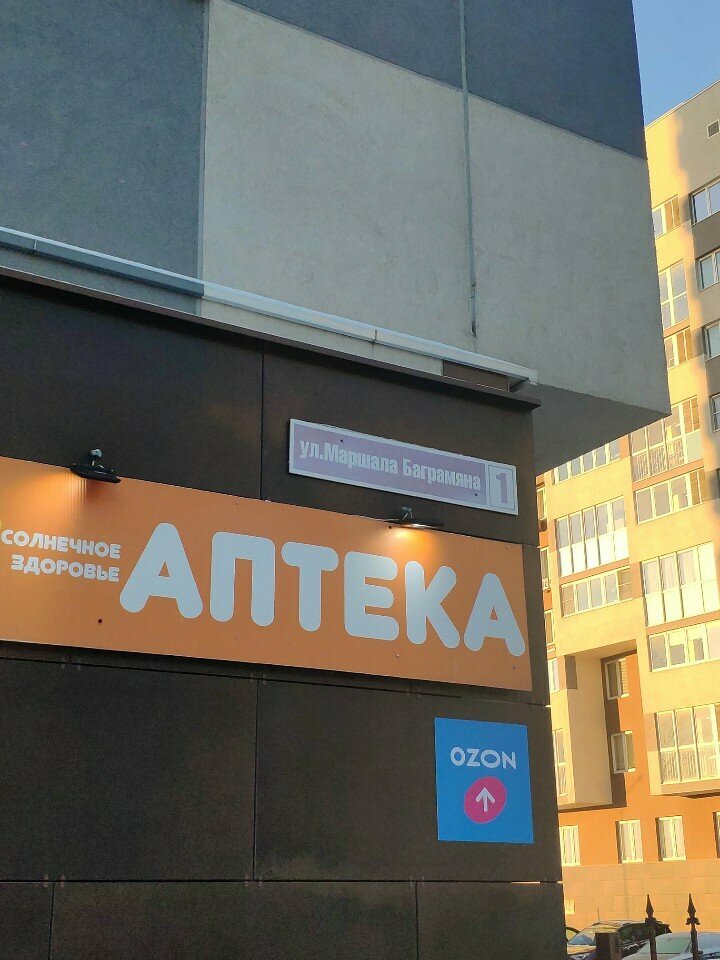 ул.Маршала Баграмяна 1
СОЛНЕЧНОЕ
ЗДОРОВЬЕ
АПТЕКА
OZON